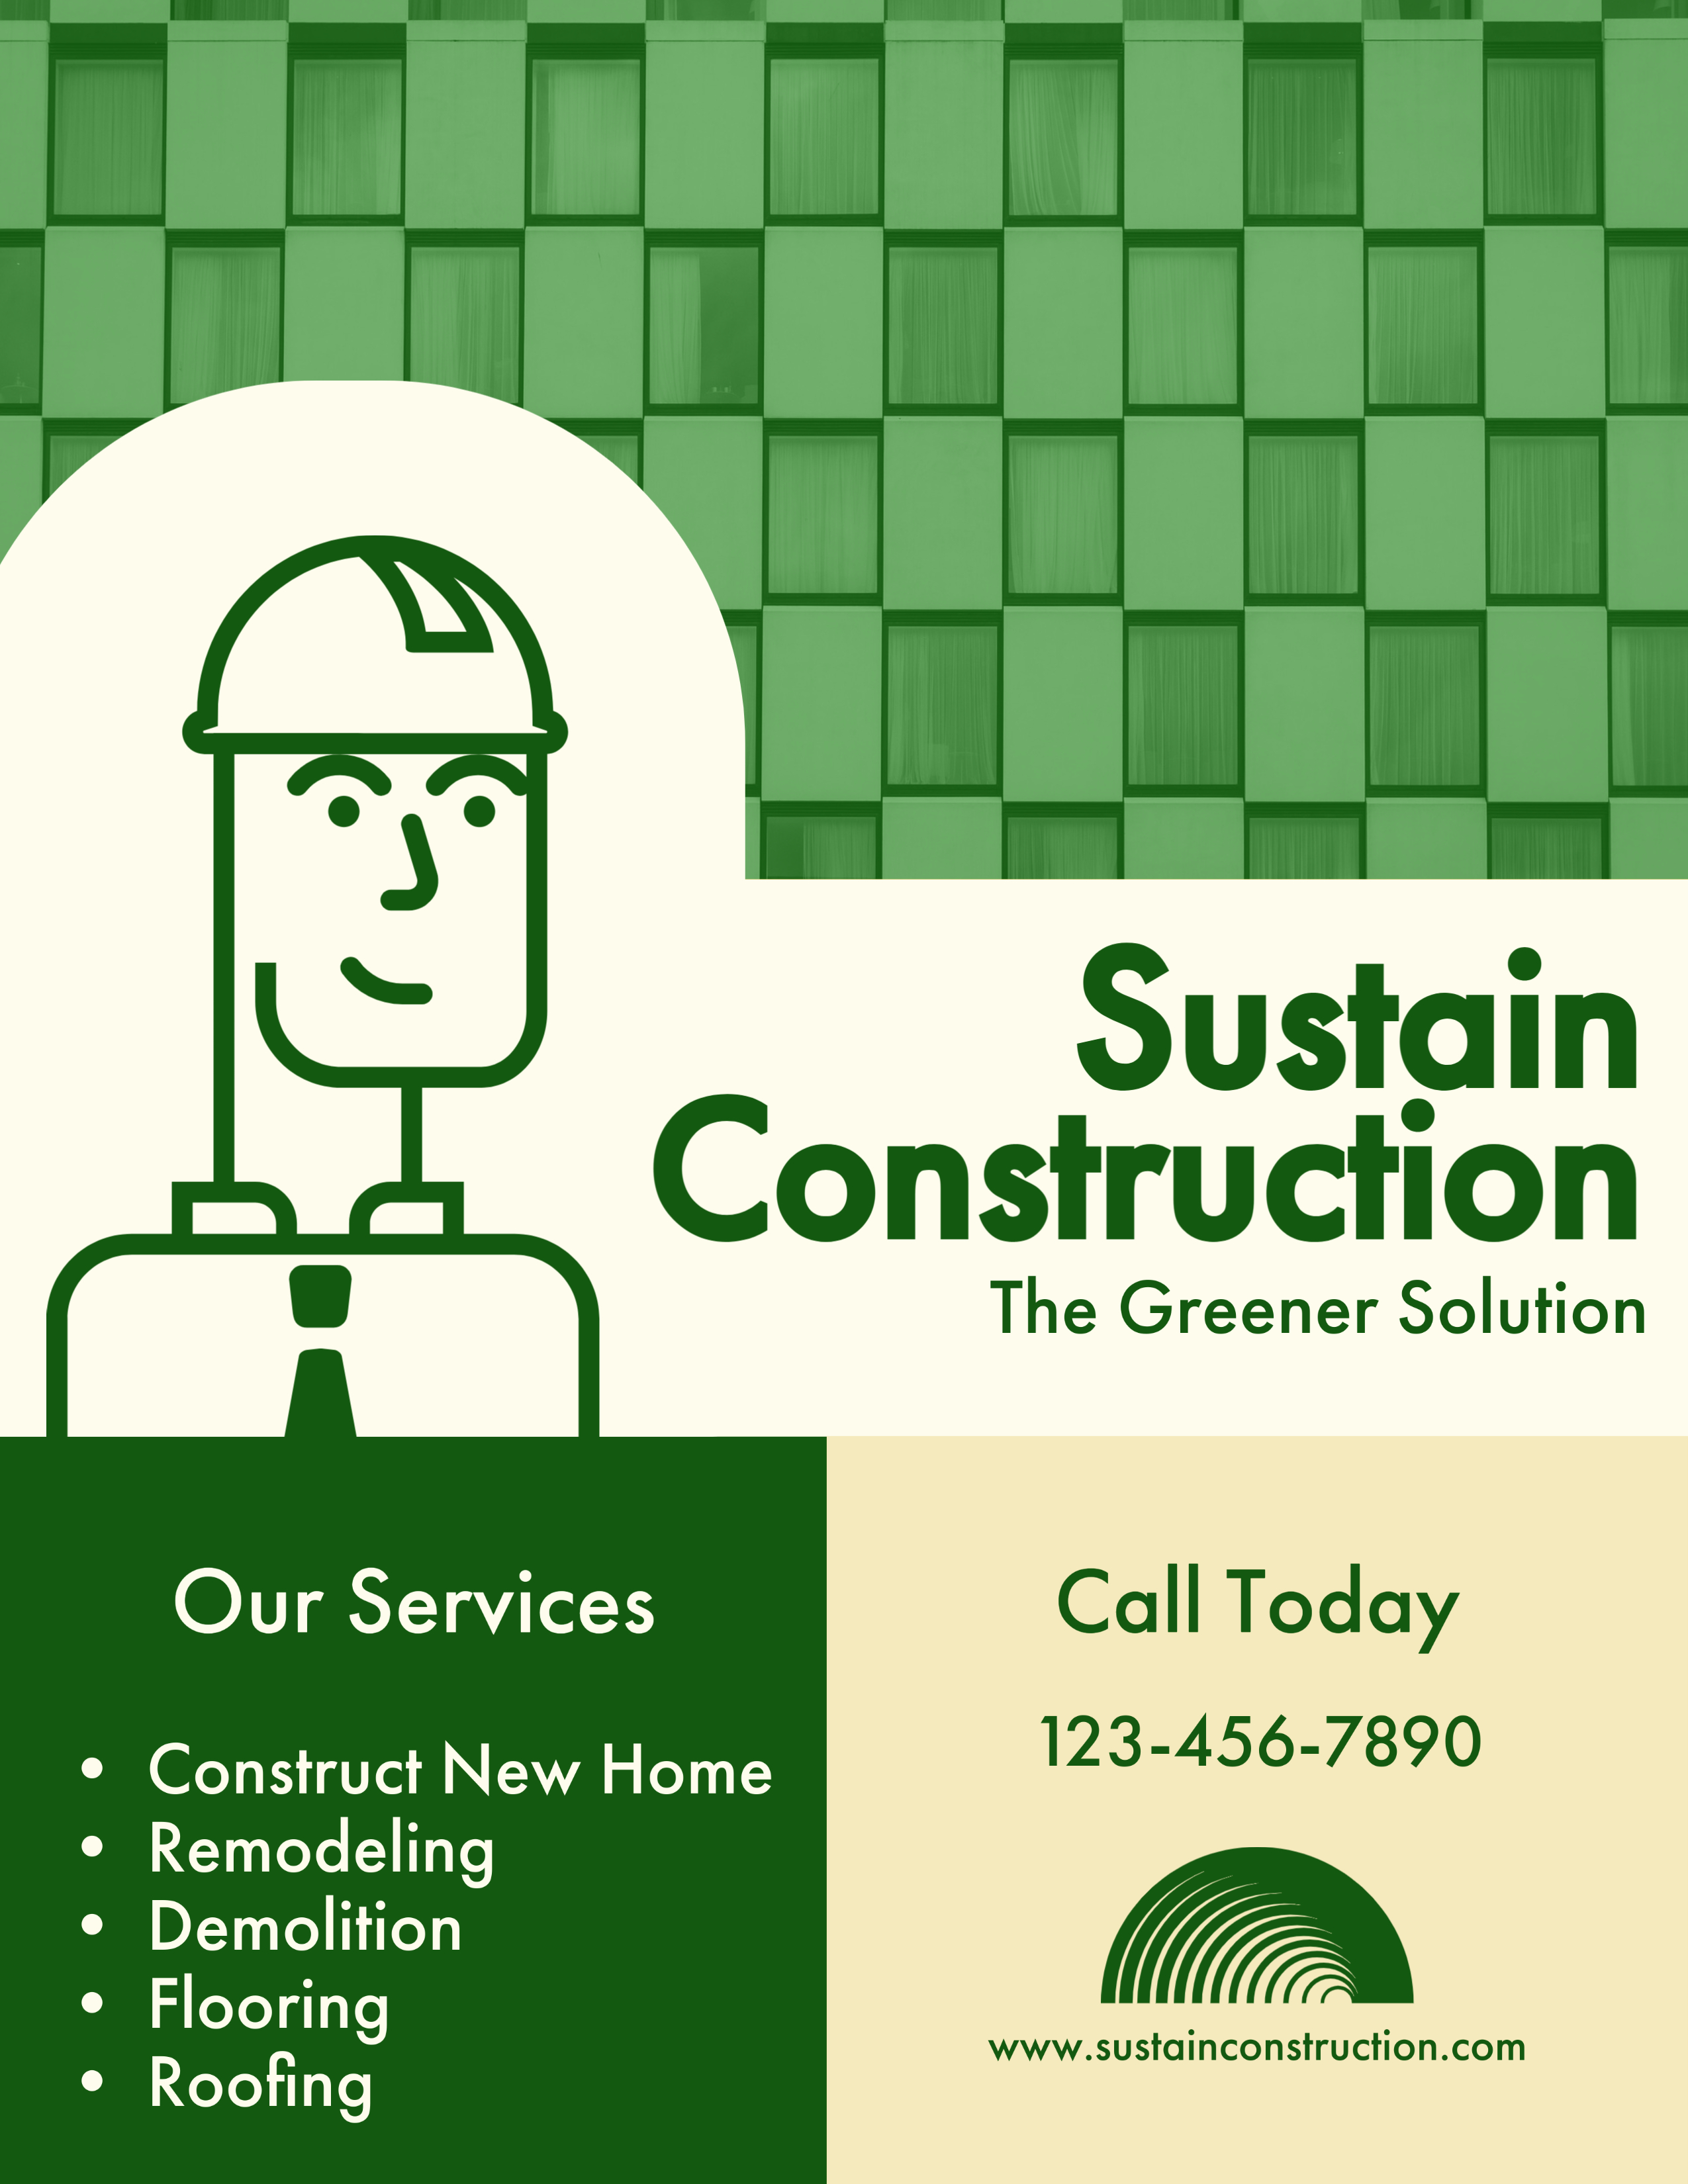 Sustain
Construction
The Greener Solution
Our Services
• Construct New Home
• Remodeling
• Demolition
• Flooring
• Roofing
Call Today
123-456-7890
www.sustainconstruction.com